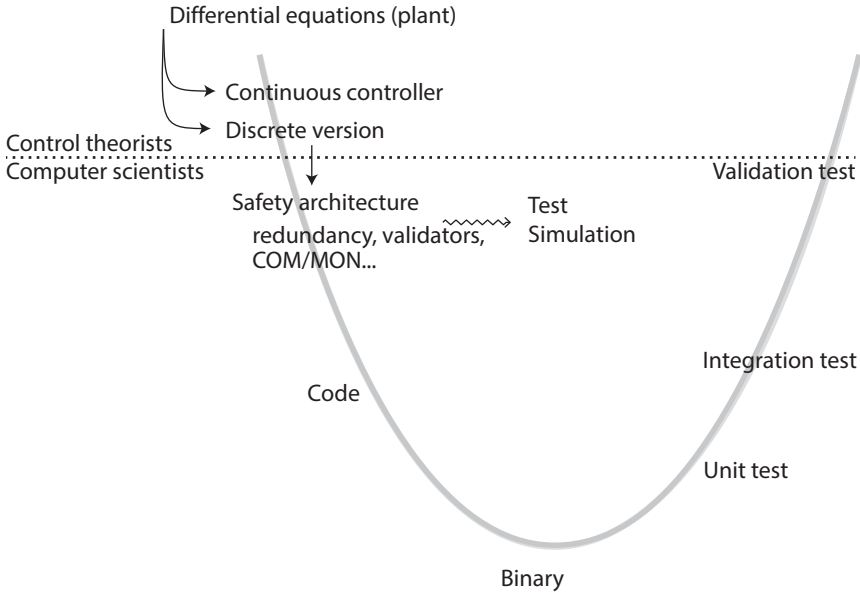 Differential equations (plant)
Continuous controller
Discrete version
Control theorists
Computer scientists
Validation test
Safety architecture
redundancy, validators,
COM/MON...
Test
Simulation
Integration test
Code
Unit test
Binary